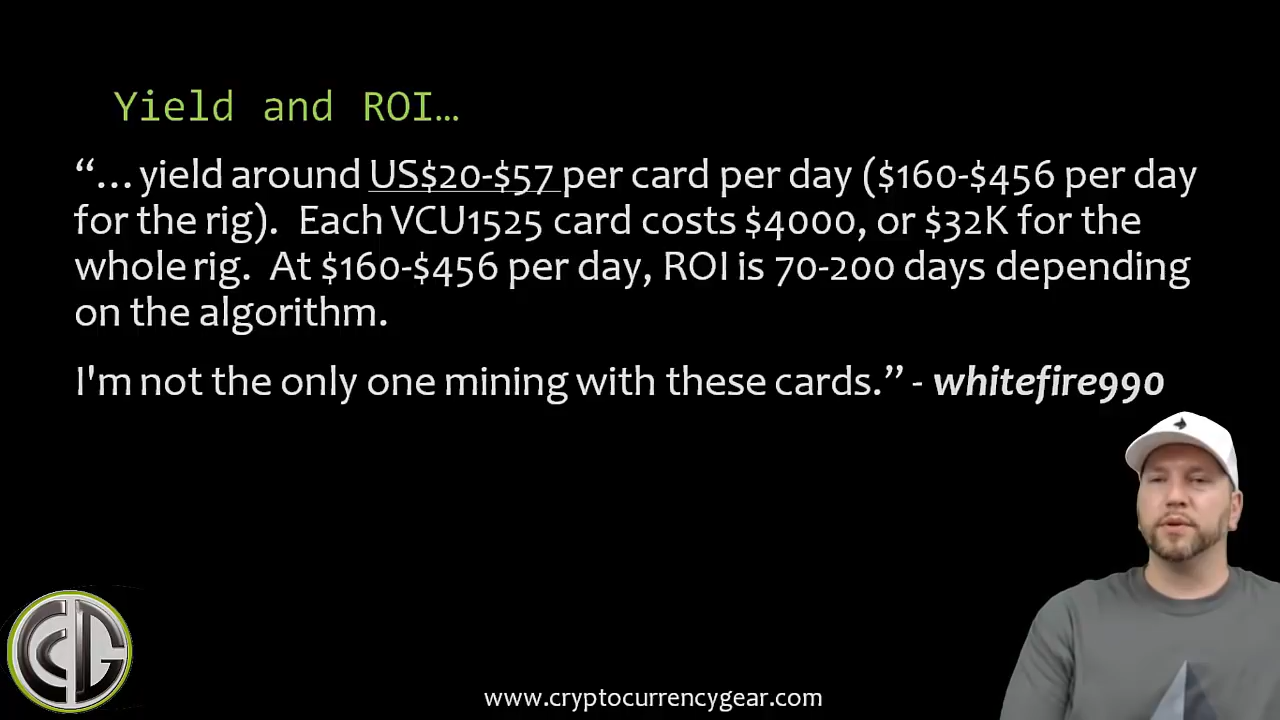 Yield and ROI…
“…yield around US$20-$57 per card per day ($160-$456 per day
for the rig).  Each VCU1525 card costs $4000, or $32K for the
whole rig.  At $160-$456 per day, ROI is 70-200 days depending
on the algorithm.
I'm not the only one mining with these cards.” - whitefire990
CCG
www.cryptocurrencygear.com